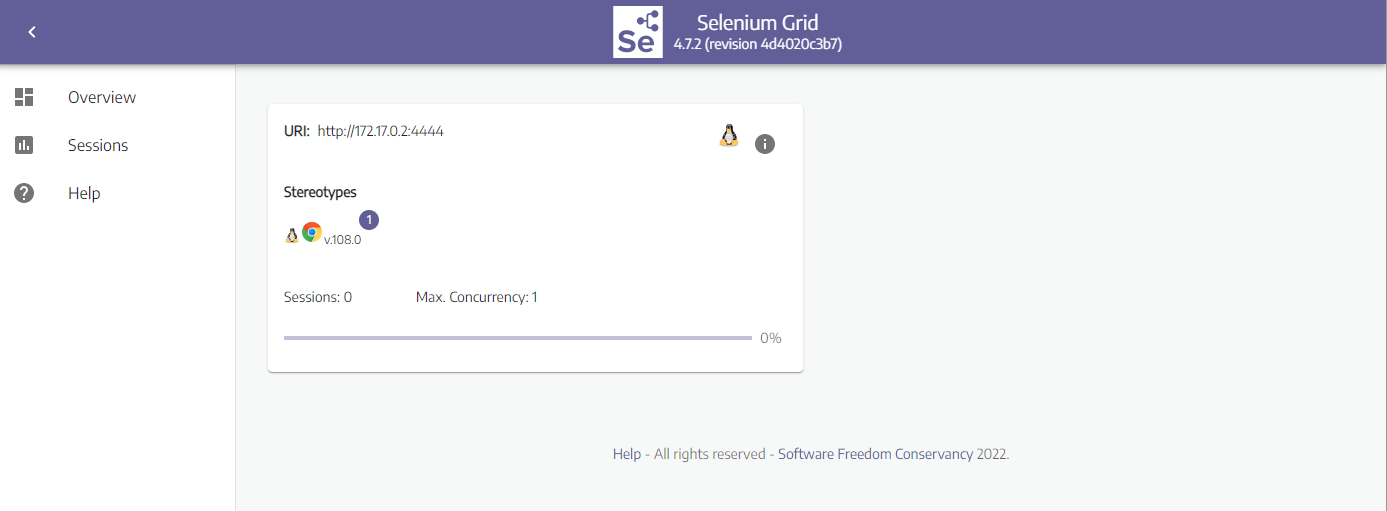 Se
Selenium Grid
4.7.2 (revision 4d4020c3b7)
Overview
Sessions
Help
URI: http://172.17.0.2:4444
Stereotypes
v.108.0
1
Sessions: 0
Max. Concurrency: 1
0%
Help - All rights reserved - Software Freedom Conservancy 2022.